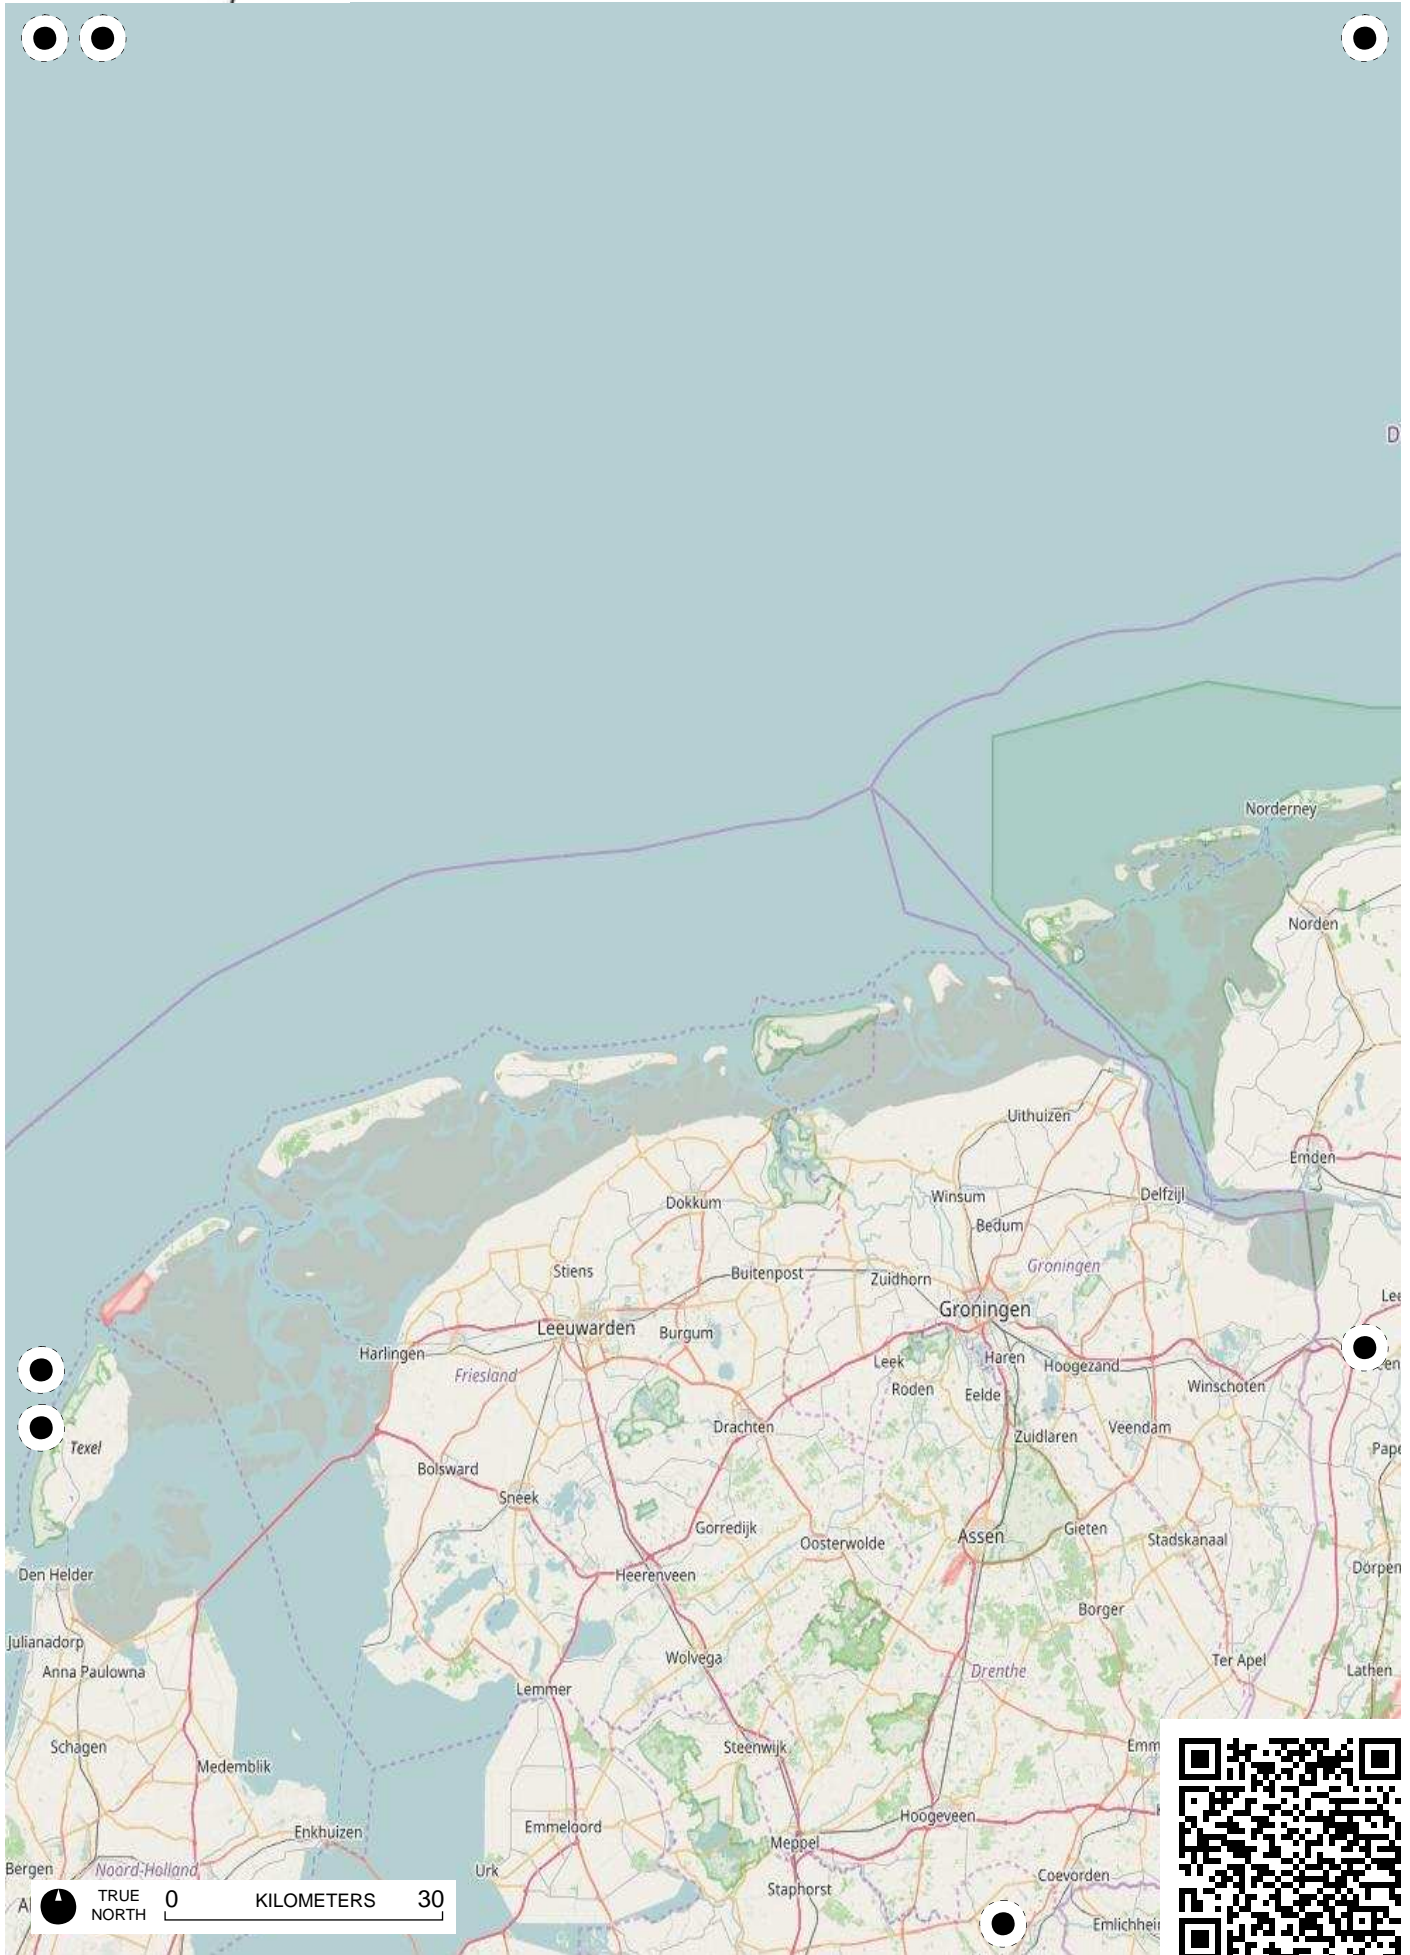 D
Norderney
Norden
Uithuizen
Emden
Dokkum
Winsum
Delfzijl
Bedum
Stiens
Buitenpost
Zuidhorn
Groningen
Groningen
Leeuwarden
Burgum
Harlingen
Friesland
Leek
Haren
Hoogezand
Roden
Eelde
Winschoten
Texel
Drachten
Zuidlaren
Veendam
Bolsward
Sneek
Gorredijk
Oosterwolde
Assen
Gieten
Stadskanaal
Den Helder
Heerenveen
Dörpen
Borger
Julianadorp
Anna Paulowna
Wolvega
Drenthe
Ter Apel
Lathen
Lemmer
Schagen
Medemblik
Steenwijk
Emm
Enkhuizen
Emmeloord
Meppel
Hoogeveen
Bergen
Noord-Holland
Urk
Staphorst
Coevorden
Emlichhei
TRUE
NORTH
0 KILOMETERS 30